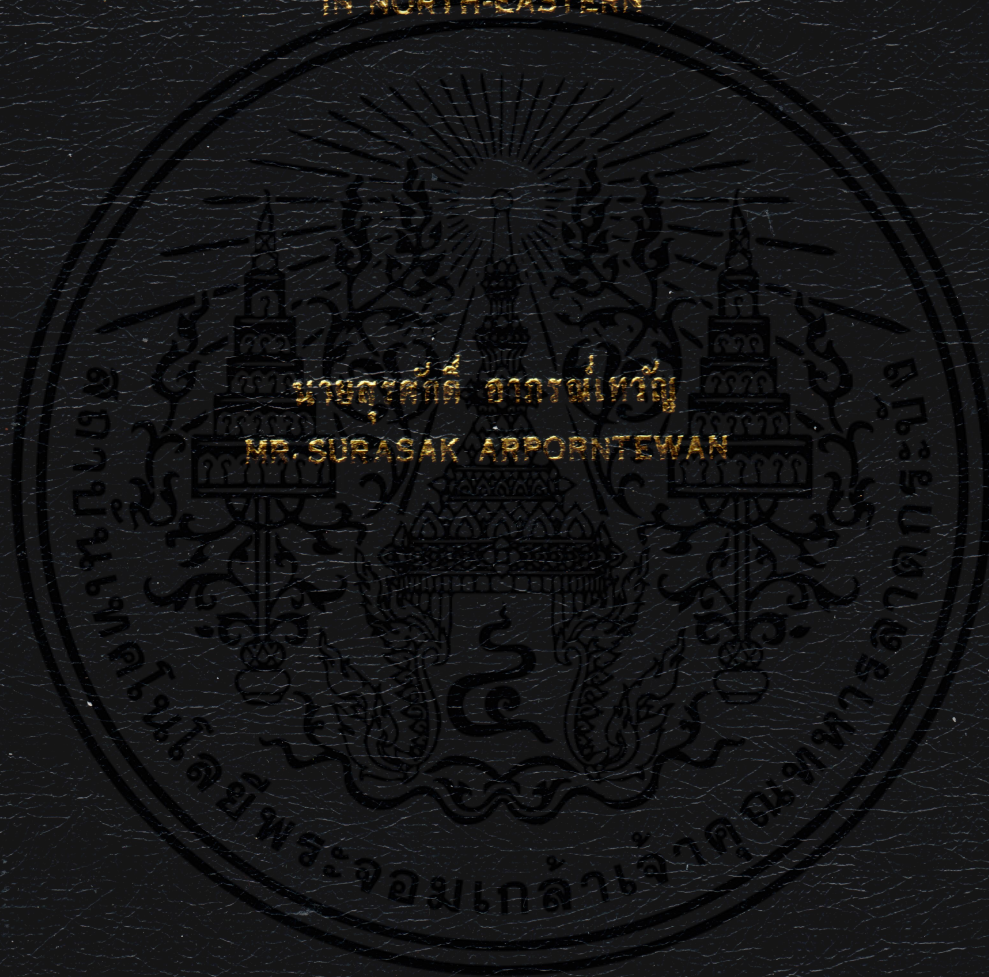 IN NORTH-EASTERN
นายสุรศักดิ์ อาภรณ์เทวัญ
MR. SURASAK ARPORNTEWAN
สถาบันเทคโนโลยีพระจอมเกล้าเจ้าคุณทหารลาดกระบัง
๔